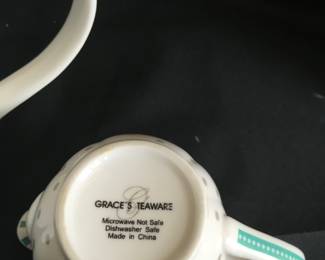 GRACE'S TEAWARE
Microwave Not Safe
Dishwasher Safe
Made in China